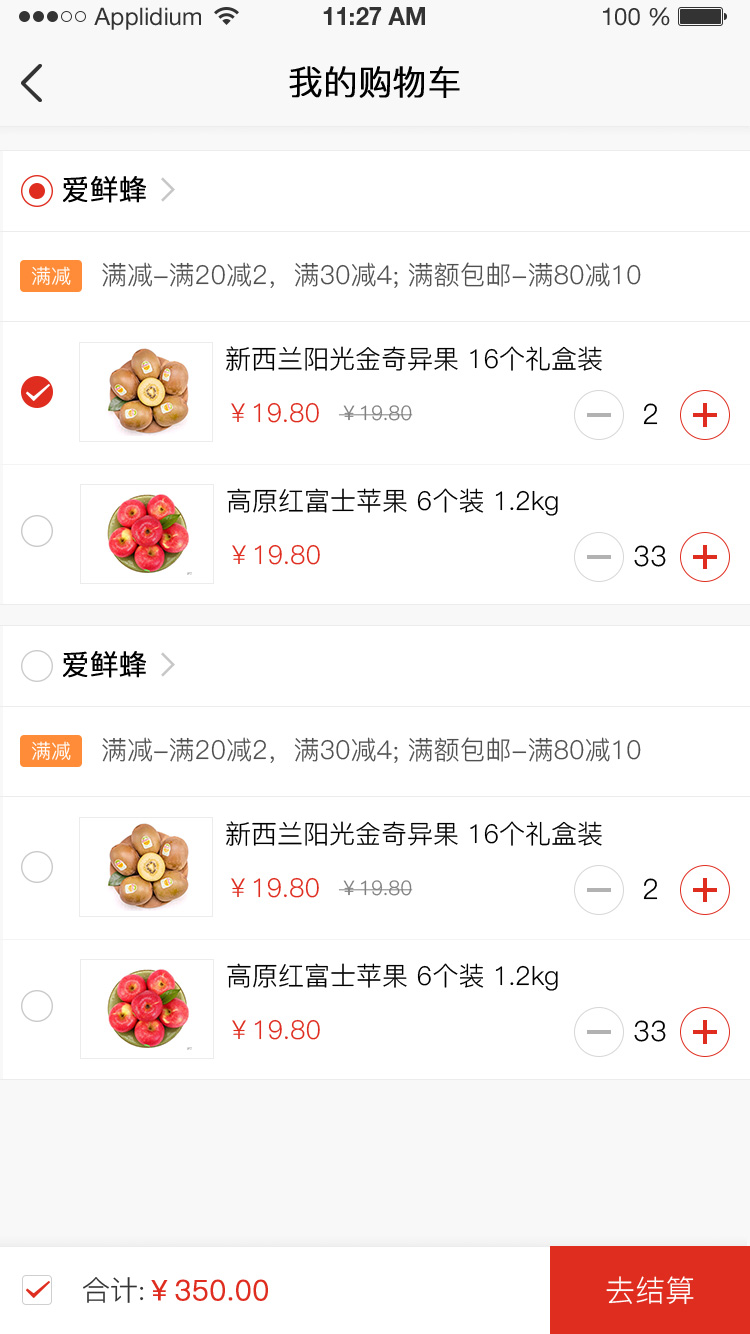 Applidium 11:27 AM 100 %
我的购物车
爱鲜蜂
满减 满减-满20减2，满30减4; 满额包邮-满80减10
新西兰阳光金奇异果 16个礼盒装
¥ 19.80 ¥ 19.80 2
高原红富士苹果 6个装 1.2kg
¥ 19.80 33
爱鲜蜂
满减 满减-满20减2，满30减4; 满额包邮-满80减10
新西兰阳光金奇异果 16个礼盒装
¥ 19.80 ¥ 19.80 2
高原红富士苹果 6个装 1.2kg
¥ 19.80 33
合计: ¥ 350.00 去结算